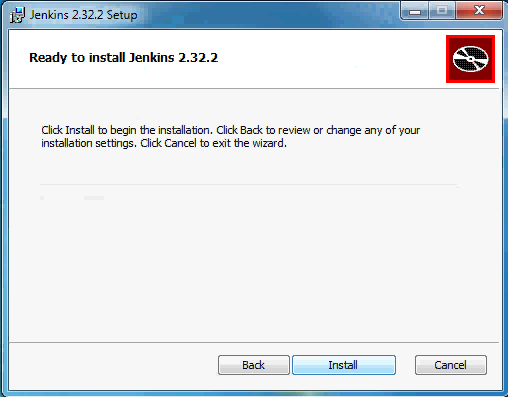 Jenkins 2.32.2 Setup
Ready to install Jenkins 2.32.2
Click Install to begin the installation. Click Back to review or change any of your
installation settings. Click Cancel to exit the wizard.
Back Install Cancel